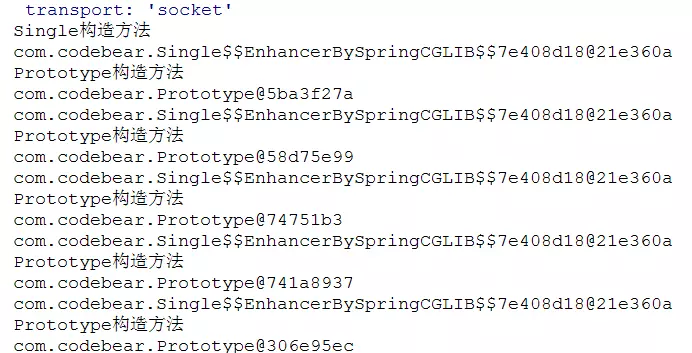 transport: 'socket'
Single构造方法
com.codebear.Single$$EnhancerBySpringCGLIB$$7e408d18@21e360a
Prototype构造方法
com.codebear.Prototype@5ba3f27a
com.codebear.Single$$EnhancerBySpringCGLIB$$7e408d18@21e360a
Prototype构造方法
com.codebear.Prototype@58d75e99
com.codebear.Single$$EnhancerBySpringCGLIB$$7e408d18@21e360a
Prototype构造方法
com.codebear.Prototype@74751b3
com.codebear.Single$$EnhancerBySpringCGLIB$$7e408d18@21e360a
Prototype构造方法
com.codebear.Prototype@741a8937
com.codebear.Single$$EnhancerBySpringCGLIB$$7e408d18@21e360a
Prototype构造方法
com.codebear.Prototype@306e95ec